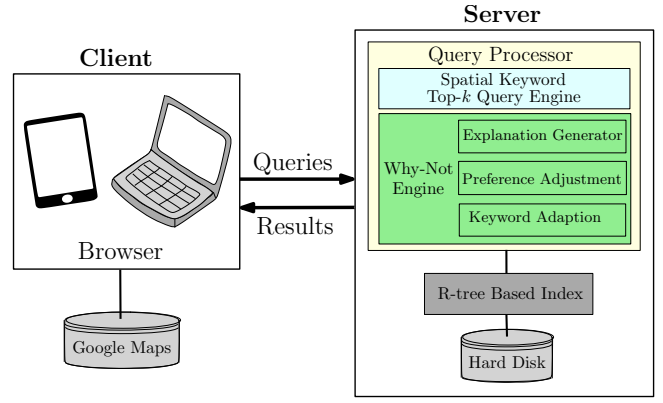 Client
Browser
Google Maps
Queries
Results
Server
Query Processor
Spatial Keyword
Top-k Query Engine
Why-Not
Engine
Explanation Generator
Preference Adjustment
Keyword Adaption
R-tree Based Index
Hard Disk